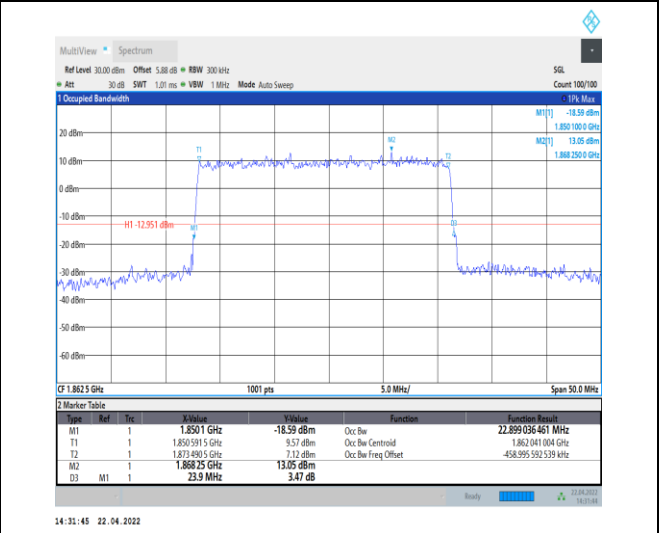 MultiView Spectrum
Ref Level 30.00 dBm Offset 5.88 dB RBW 300 kHz SGL
Att 30 dB SWT 1.01 ms VBW 1 MHz Mode Auto Sweep Count 100/100
1 Occupied Bandwidth 1Pk Max
M1[1] -18.59 dBm
1.850 100 0 GHz
M2[1] 13.05 dBm
1.868 250 0 GHz
20 dBm
M2
T1
T2
10 dBm
0 dBm
-10 dBm
H1 -12.951 dBm
M1
D3
-20 dBm
-30 dBm
-40 dBm
-50 dBm
-60 dBm
CF 1.862 5 GHz 1001 pts 5.0 MHz/ Span 50.0 MHz
2 Marker Table
Type Ref Trc X-Value Y-Value Function Function Result
M1 1 1.850 1 GHz -18.59 dBm Occ Bw 22.899 036 461 MHz
T1 1 1.850 591 5 GHz 9.57 dBm Occ Bw Centroid 1.862 041 004 GHz
T2 1 1.873 490 5 GHz 7.12 dBm Occ Bw Freq Offset -458.995 592 539 kHz
M2 1 1.868 25 GHz 13.05 dBm
D3 M1 1 23.9 MHz 3.47 dB
Ready 22.04.2022
14:31:44
14:31:45 22.04.2022